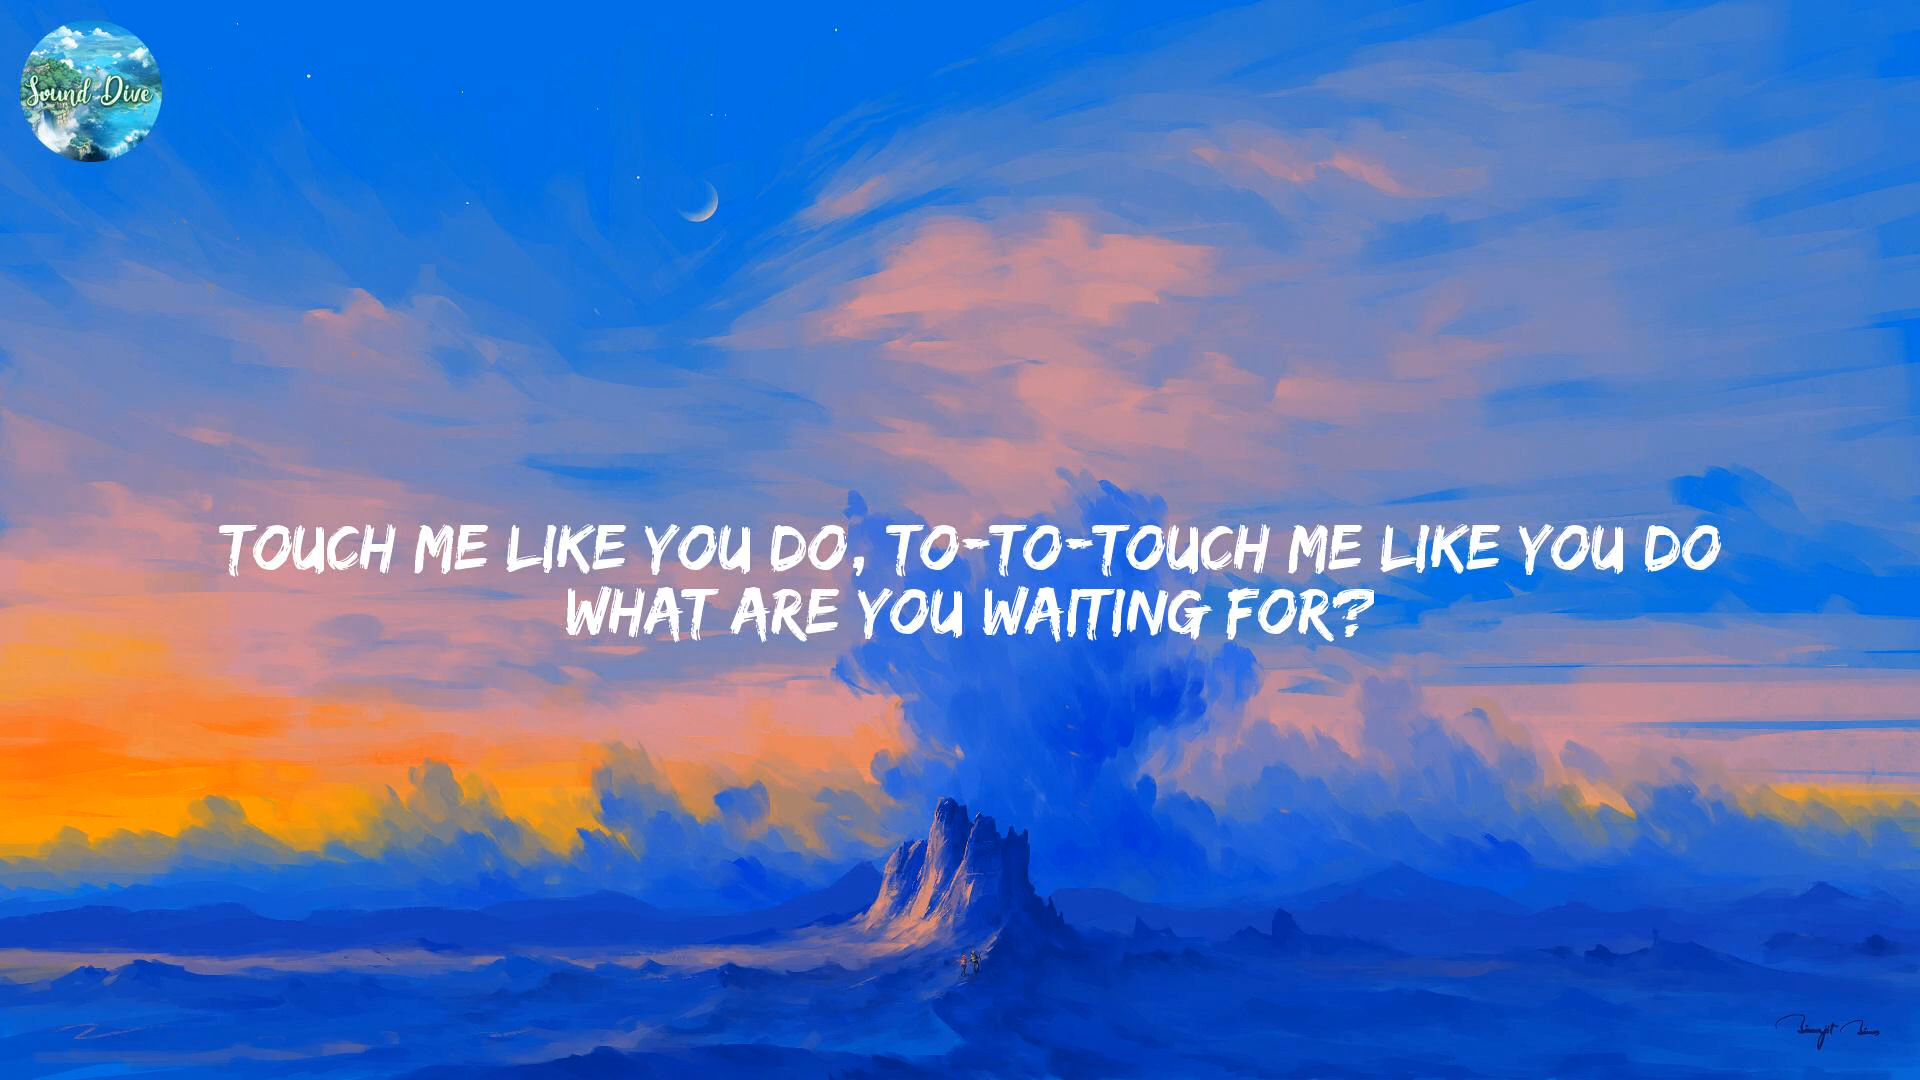 Sound Dive
TOUCH ME LIKE YOU DO, TO-TO-TOUCH ME LIKE YOU DO
WHAT ARE YOU WAITING FOR?